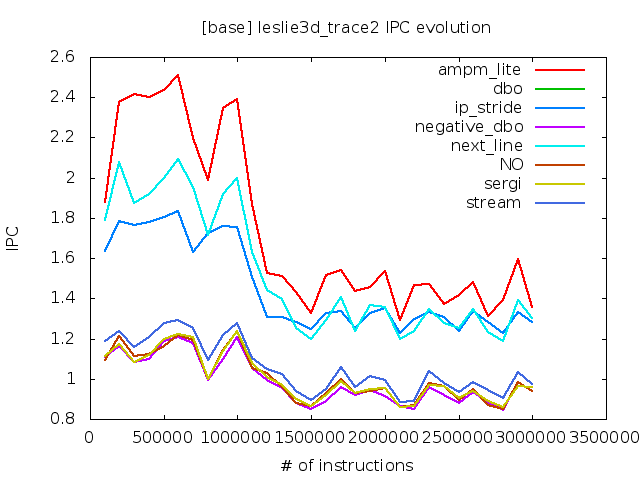 [base] leslie3d_trace2 IPC evolution
2.6
2.4
2.2
2
1.8
1.6
1.4
1.2
1
0.8
IPC
ampm_lite
dbo
ip_stride
negative_dbo
next_line
NO
sergi
stream
0 500000 1000000 1500000 2000000 2500000 3000000 3500000
# of instructions